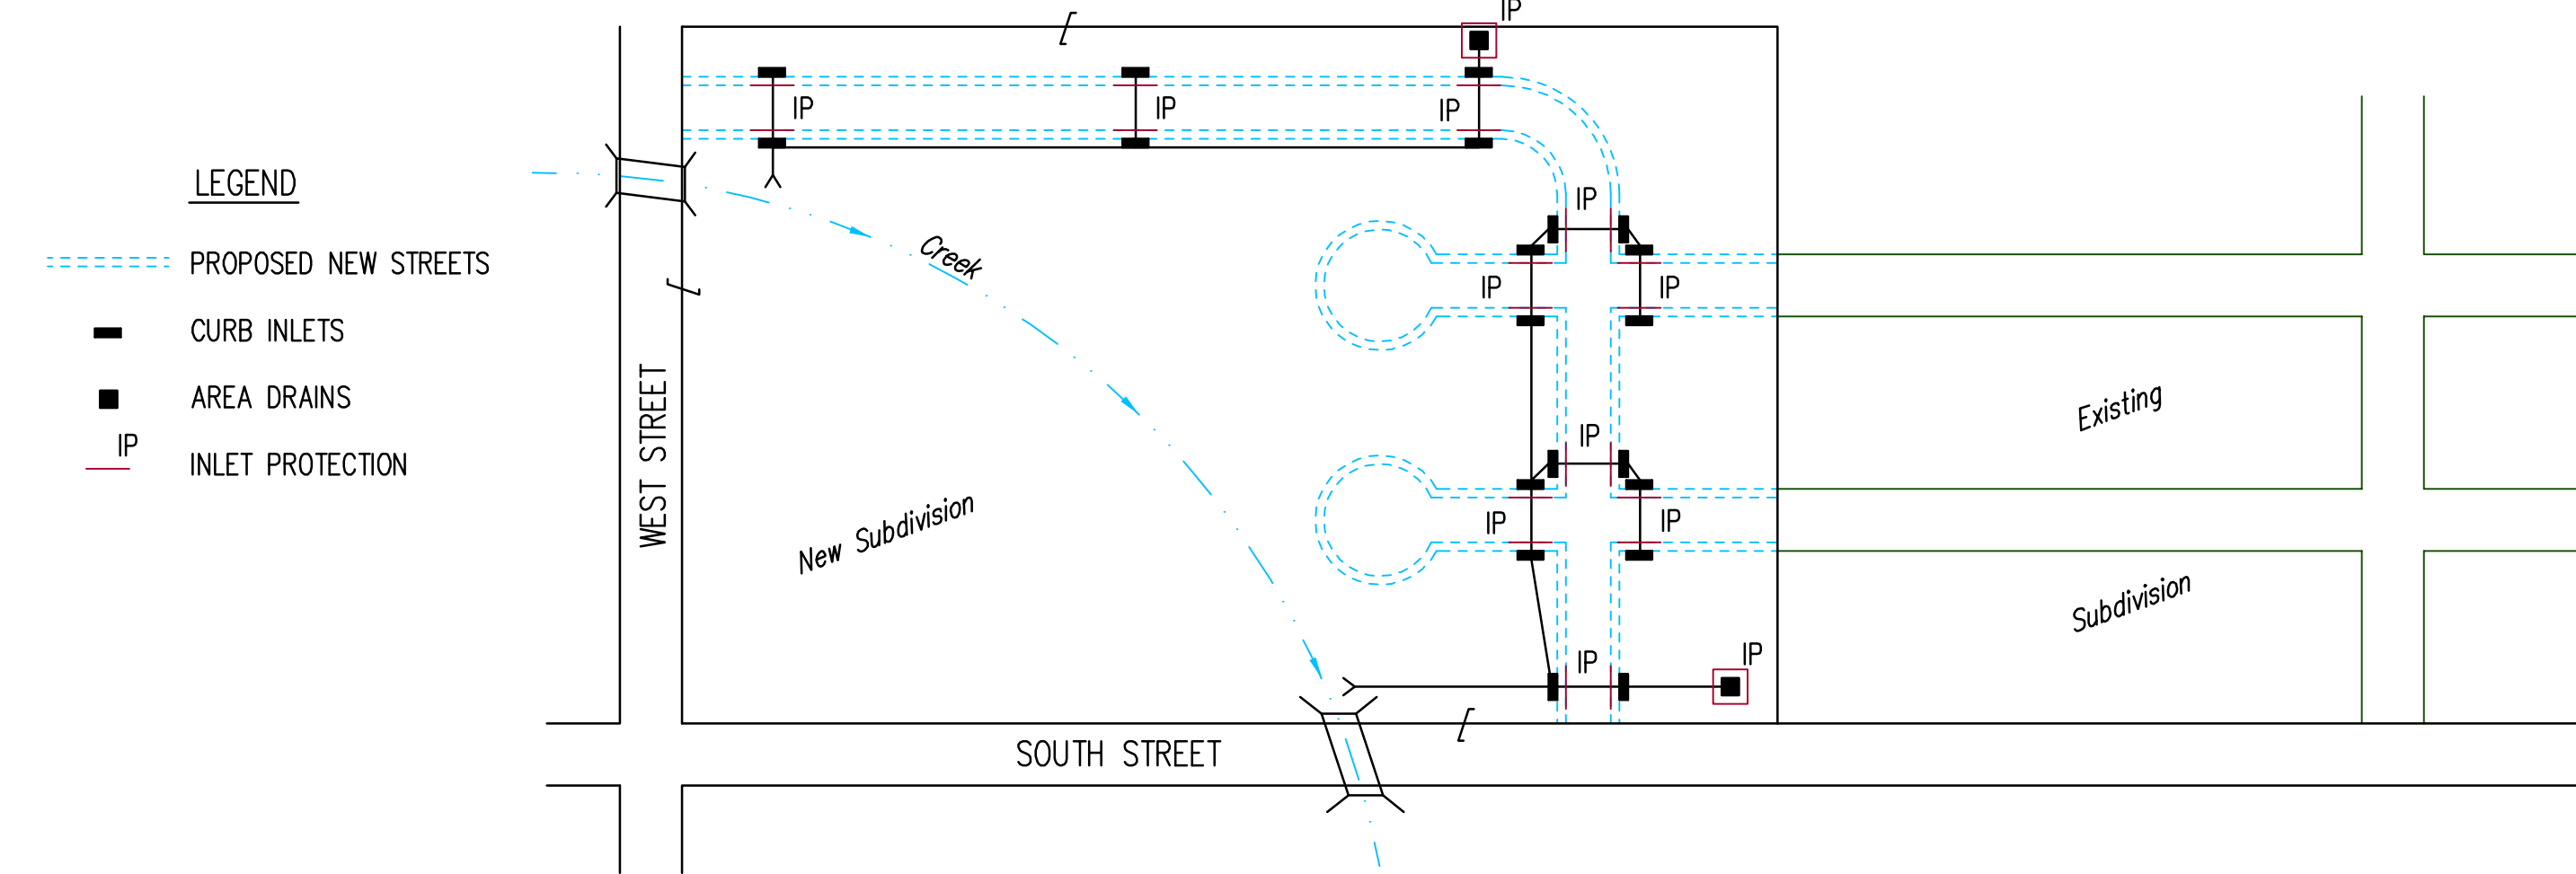 LEGEND
PROPOSED NEW STREETS
CURB INLETS
AREA DRAINS
IP
INLET PROTECTION
IP
IP
IP
IP
IP
IP
IP
IP
IP
IP
IP
IP
Creek
WEST STREET
New Subdivision
SOUTH STREET
Existing
Subdivision